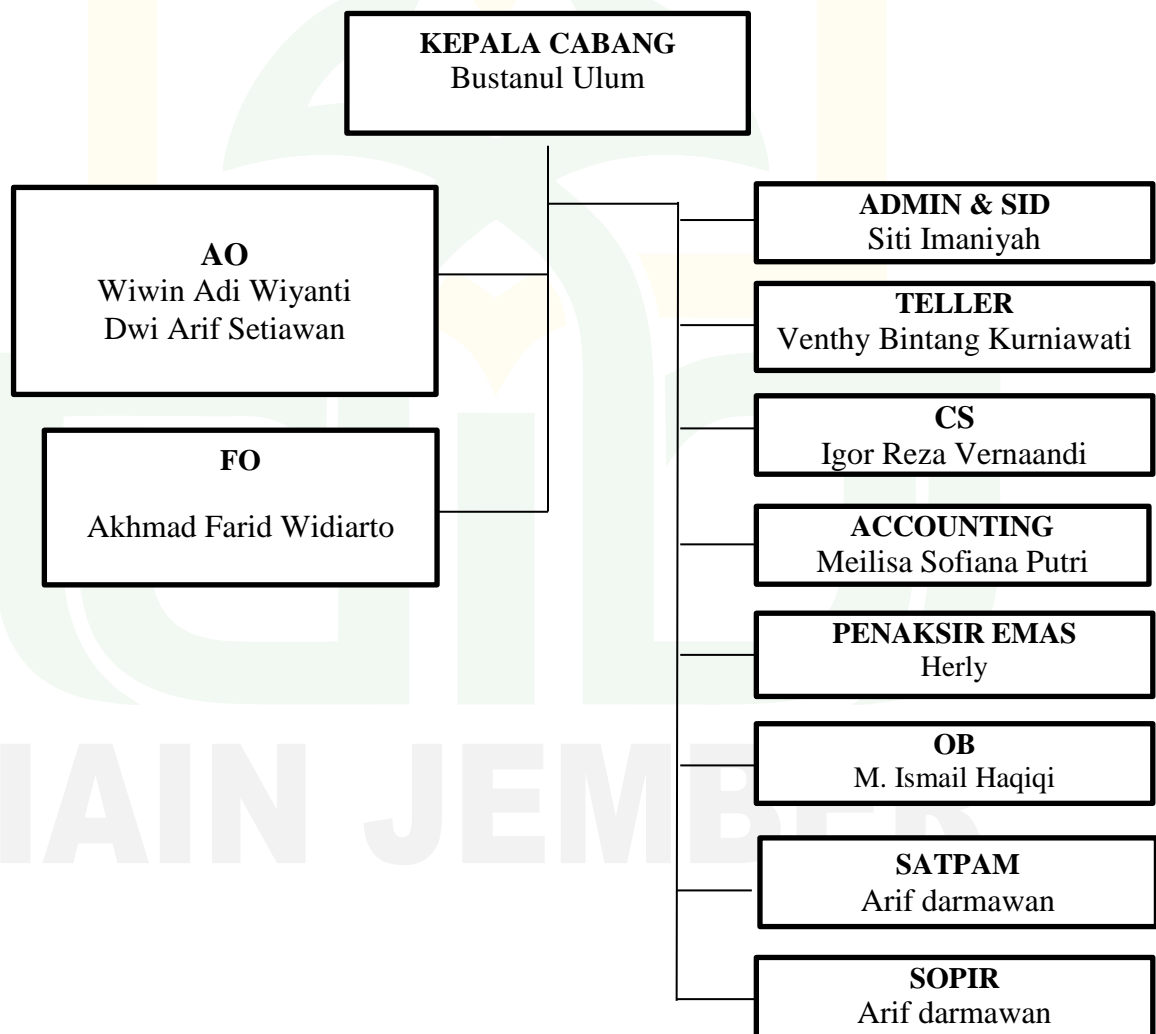 KEPALA CABANG
Bustanul Ulum
AO
Wiwin Adi Wiyanti
Dwi Arif Setiawan
FO
Akhmad Farid Widiarto
ADMIN & SID
Siti Imaniyah
TELLER
Venthy Bintang Kurniawati
CS
Igor Reza Vernaandi
ACCOUNTING
Meilisa Sofiana Putri
PENAKSIR EMAS
Herly
OB
M. Ismail Haqiqi
SATPAM
Arif darmawan
SOPIR
Arif darmawan
IAIN JEMBER